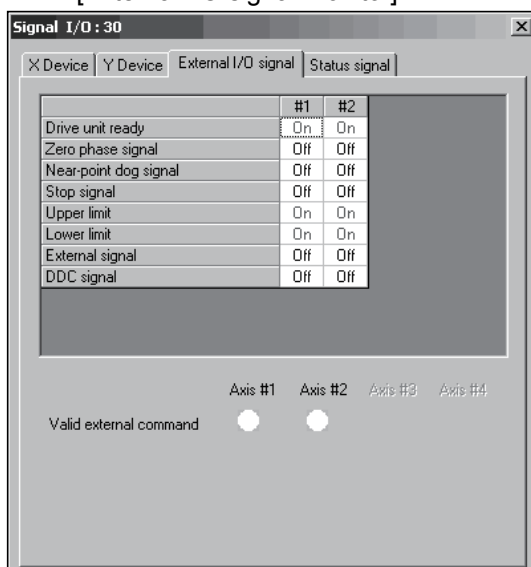 Signal I/O : 30
X Device Y Device External I/O signal Status signal
#1 #2
Drive unit ready On On
Zero phase signal Off Off
Near-point dog signal Off Off
Stop signal Off Off
Upper limit On On
Lower limit On On
External signal Off Off
DDC signal Off Off
Axis #1 Axis #2 Axis #3 Axis #4
Valid external command